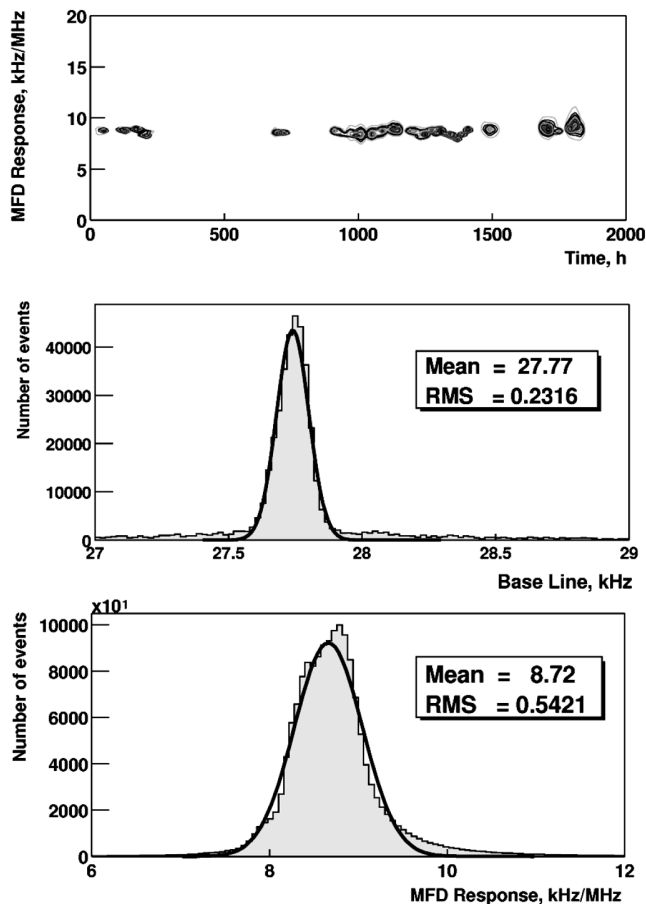 MFD Response, kHz/MHz
20
15
10
5
0
0 500 1000 1500 2000
Time, h
Number of events
40000
30000
20000
10000
0
Mean = 27.77
RMS = 0.2316
27 27.5 28 28.5 29
Base Line, kHz
Number of events
x10¹
10000
8000
6000
4000
2000
0
Mean = 8.72
RMS = 0.5421
6 8 10 12
MFD Response, kHz/MHz